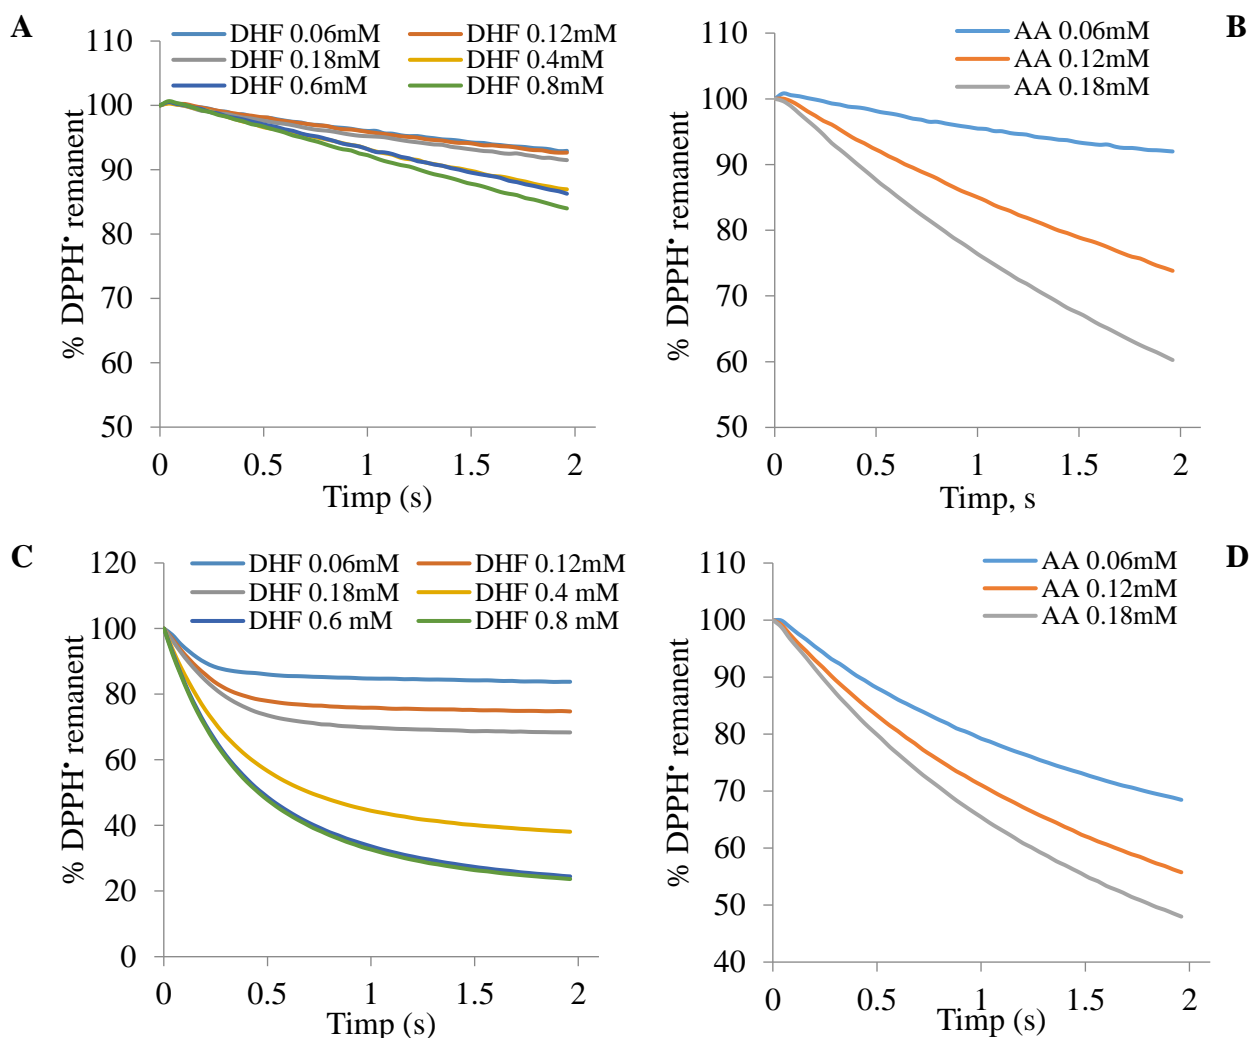 A
DHF 0.06mM DHF 0.12mM
DHF 0.18mM DHF 0.4mM
DHF 0.6mM DHF 0.8mM
110
100
90
80
70
60
50
% DPPH• remanent
0 0.5 1 1.5 2
Timp (s)
B
AA 0.06mM
AA 0.12mM
AA 0.18mM
110
100
90
80
70
60
50
% DPPH• remanent
0 0.5 1 1.5 2
Timp, s
C
DHF 0.06mM DHF 0.12mM
DHF 0.18mM DHF 0.4 mM
DHF 0.6 mM DHF 0.8 mM
120
100
80
60
40
20
0
% DPPH• remanent
0 0.5 1 1.5 2
Timp (s)
D
AA 0.06mM
AA 0.12mM
AA 0.18mM
110
100
90
80
70
60
50
40
% DPPH• remanent
0 0.5 1 1.5 2
Timp (s)